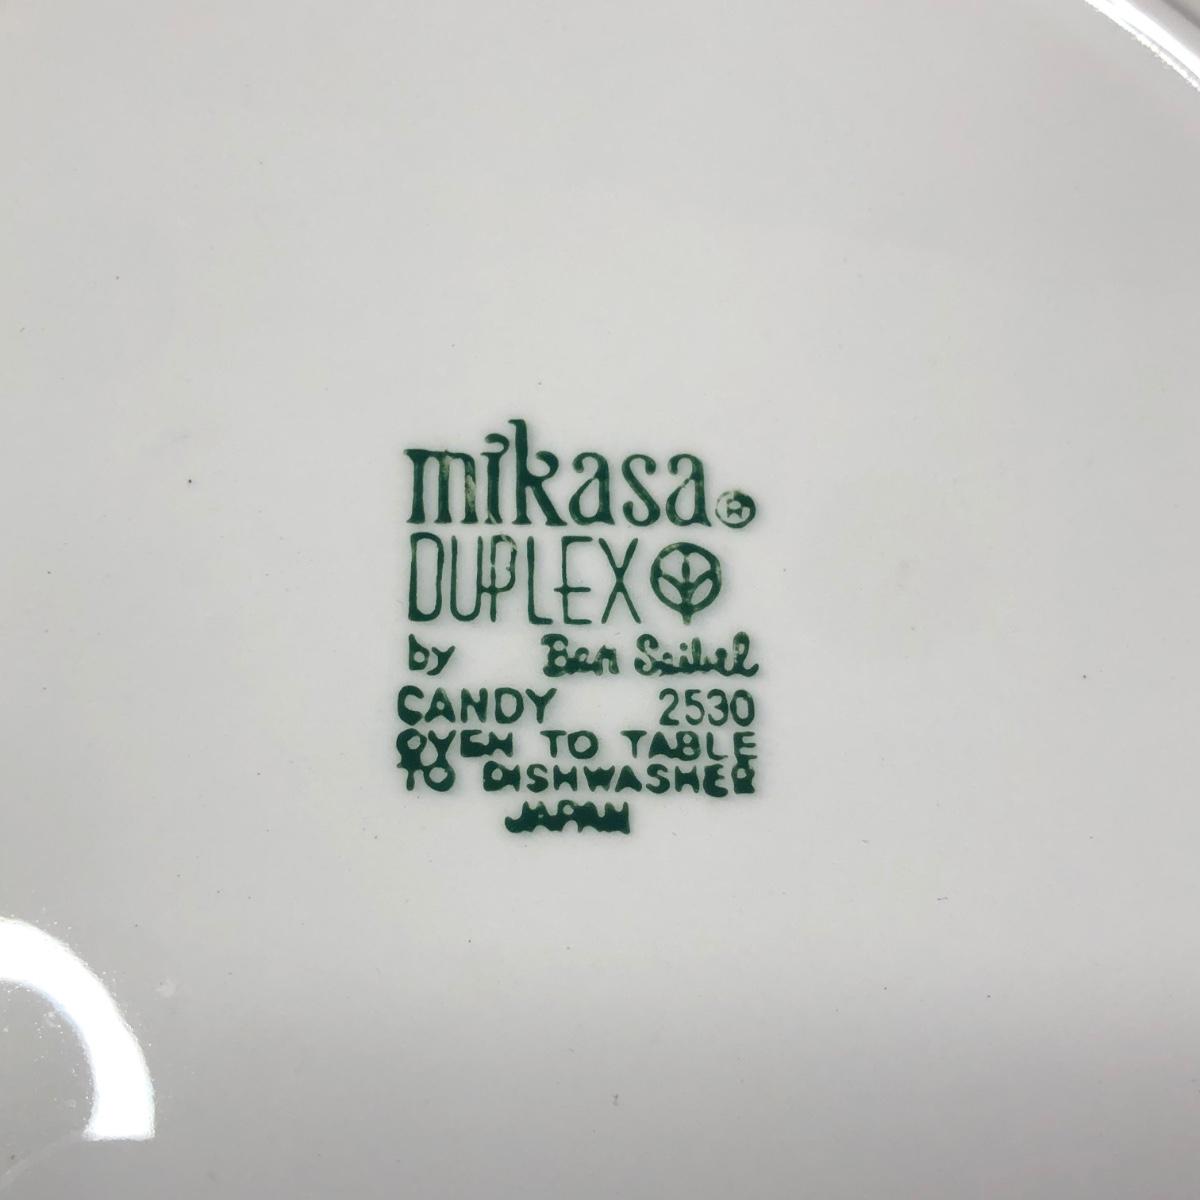 mikasa®
DUPLEX
by Ben Seibel
CANDY 2530
OVEN TO TABLE
TO DISHWASHER
JAPAN